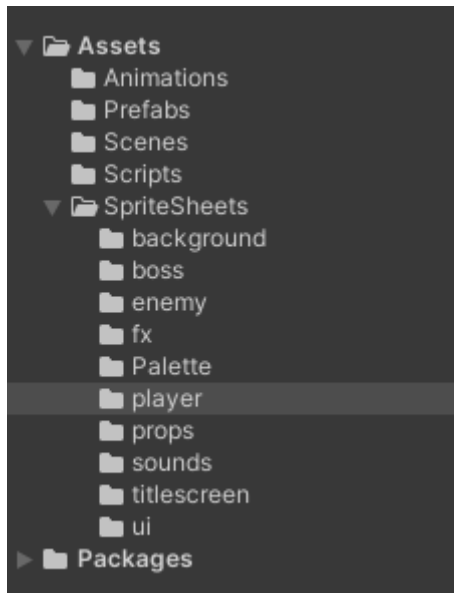 Assets
Animations
Prefabs
Scenes
Scripts
SpriteSheets
background
boss
enemy
fx
Palette
player
props
sounds
titlescreen
ui
Packages